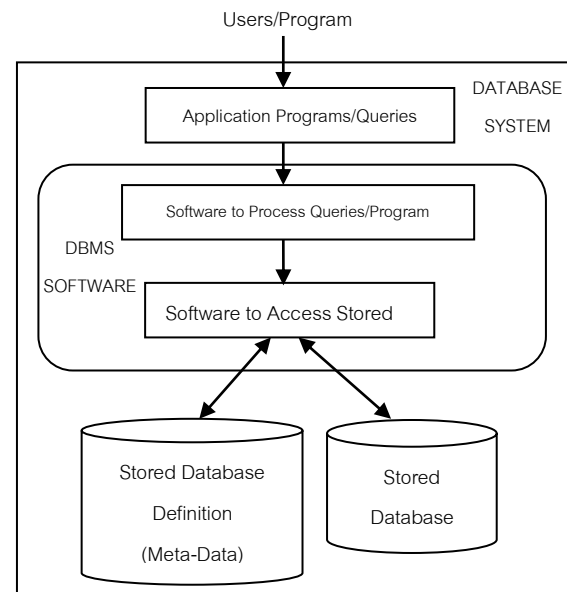 Users/Program
DATABASE
SYSTEM
Application Programs/Queries
Software to Process Queries/Program
DBMS
SOFTWARE
Software to Access Stored
Stored Database
Definition
(Meta-Data)
Stored
Database